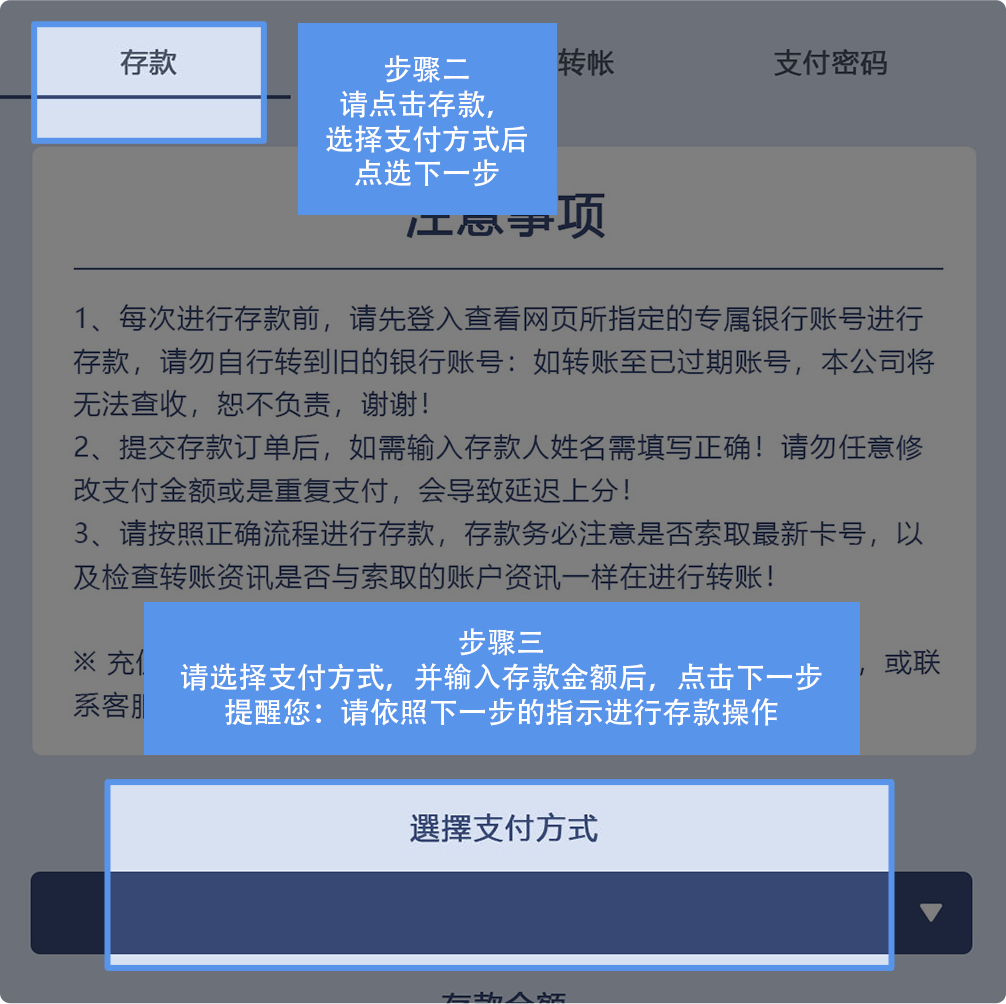 存款
转帐
支付密码
步骤二
请点击存款，
选择支付方式后
点选下一步
注意事项
1、每次进行存款前，请先登入查看网页所指定的专属银行账号进行
存款，请勿自行转到旧的银行账号：如转账至已过期账号，本公司将
无法查收，恕不负责，谢谢！
2、提交存款订单后，如需输入存款人姓名需填写正确！请勿任意修
改支付金额或是重复支付，会导致延迟上分！
3、请按照正确流程进行存款，存款务必注意是否索取最新卡号，以
及检查转账资讯是否与索取的账户资讯一样在进行转账！
※ 充
，或联
系客服
步骤三
请选择支付方式，并输入存款金额后，点击下一步
提醒您：请依照下一步的指示进行存款操作
選擇支付方式
存款金额